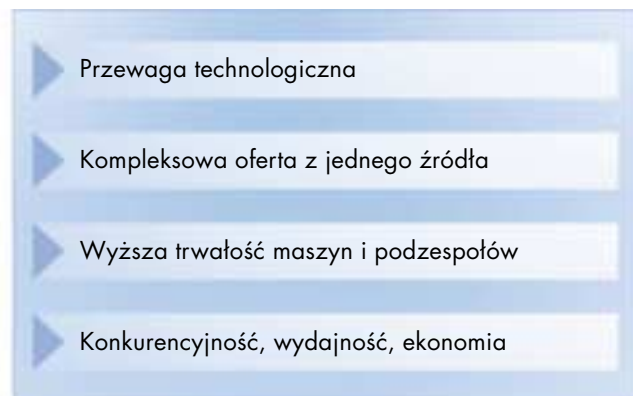 Przewaga technologiczna
Kompleksowa oferta z jednego źródła
Wyższa trwałość maszyn i podzespołów
Konkurencyjność, wydajność, ekonomia